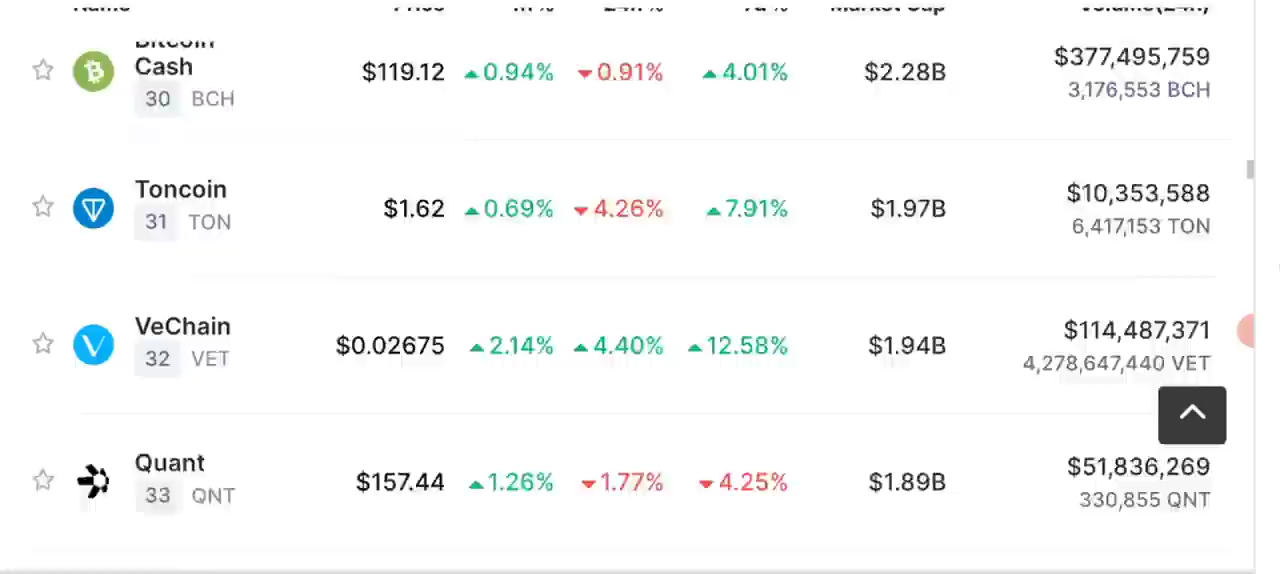 Bitcoin
Cash
30 BCH
$119.12 0.94% 0.91% 4.01% $2.28B
$377,495,759
3,176,553 BCH
Toncoin
31 TON
$1.62 0.69% 4.26% 7.91% $1.97B
$10,353,588
6,417,153 TON
VeChain
32 VET
$0.02675 2.14% 4.40% 12.58% $1.94B
$114,487,371
4,278,647,440 VET
Quant
33 QNT
$157.44 1.26% 1.77% 4.25% $1.89B
$51,836,269
330,855 QNT